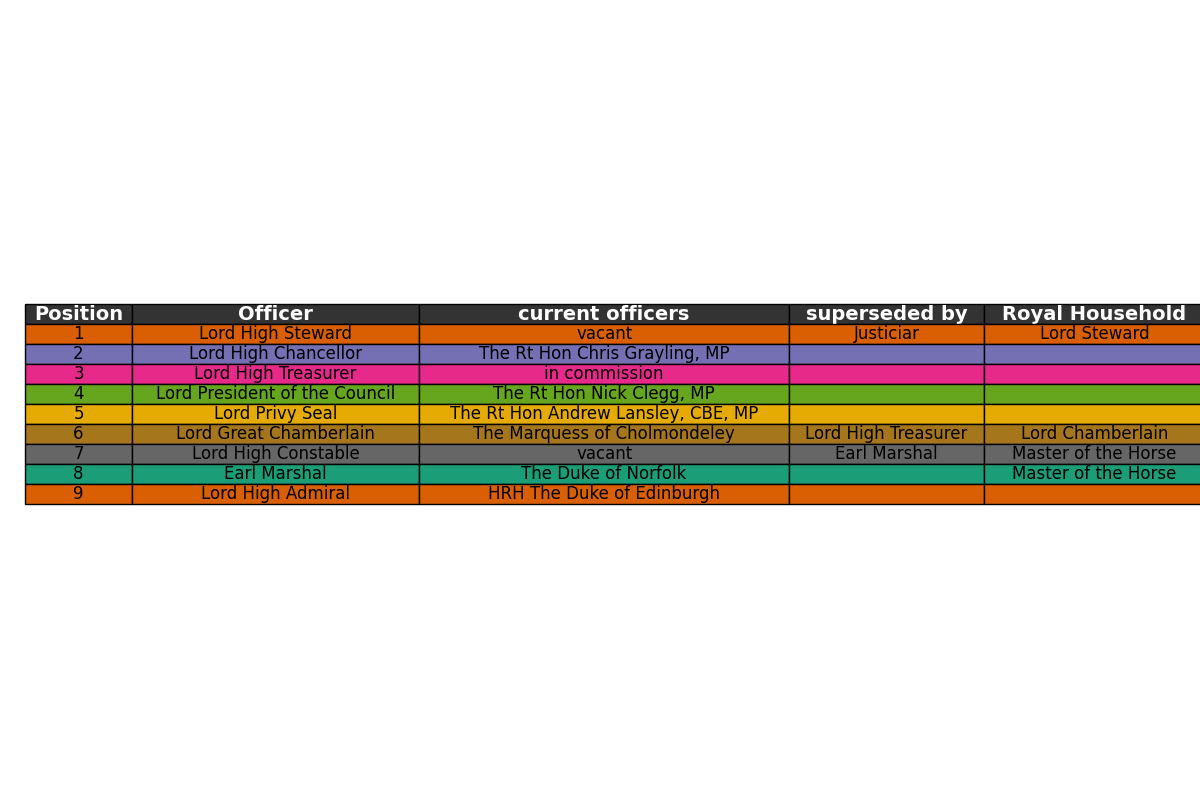 Position Officer current officers superseded by Royal Household
1 Lord High Steward vacant Justiciar Lord Steward
2 Lord High Chancellor The Rt Hon Chris Grayling, MP
3 Lord High Treasurer in commission
4 Lord President of the Council The Rt Hon Nick Clegg, MP
5 Lord Privy Seal The Rt Hon Andrew Lansley, CBE, MP
6 Lord Great Chamberlain The Marquess of Cholmondeley Lord High Treasurer Lord Chamberlain
7 Lord High Constable vacant Earl Marshal Master of the Horse
8 Earl Marshal The Duke of Norfolk Master of the Horse
9 Lord High Admiral HRH The Duke of Edinburgh